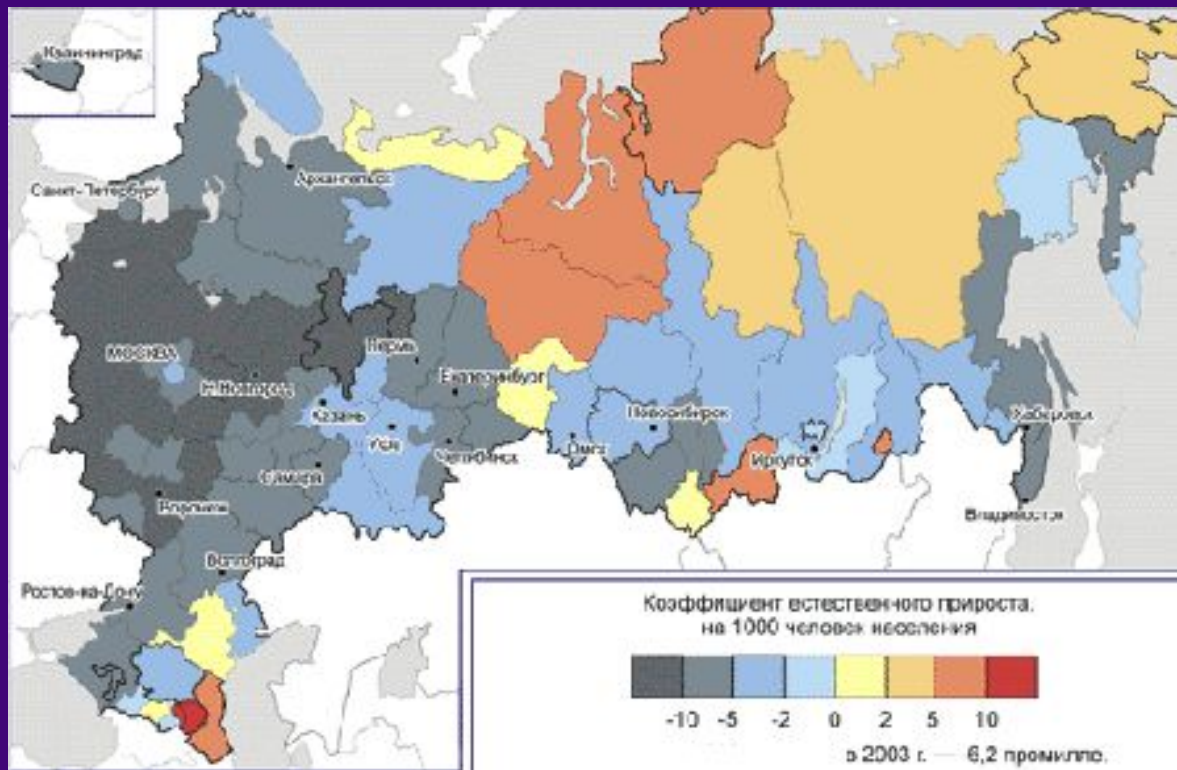 Калининград
Санкт-Петербург
Архангельск
МОСКВА
Н.Новгород
Пермь
Екатеринбург
Казань
Уфа
Челябинск
Самара
Воронеж
Волгоград
Ростов-на-Дону
Омск
Новосибирск
Иркутск
Хабаровск
Владивосток
Коэффициент естественного прироста,
на 1000 человек населения
-10 -5 -2 0 2 5 10
в 2003 г. — 6,2 промилле.